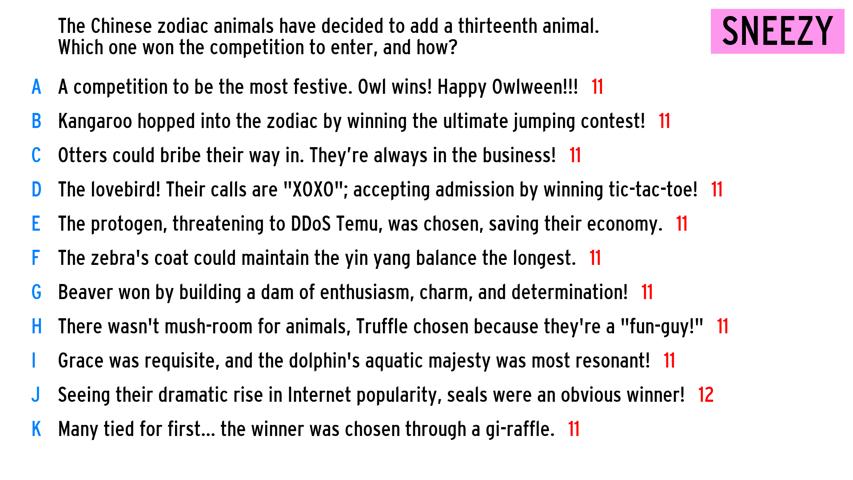 The Chinese zodiac animals have decided to add a thirteenth animal.
Which one won the competition to enter, and how?
SNEEZY
A A competition to be the most festive. Owl wins! Happy Owlween!!! 11
B Kangaroo hopped into the zodiac by winning the ultimate jumping contest! 11
C Otters could bribe their way in. They're always in the business! 11
D The lovebird! Their calls are "XOXO"; accepting admission by winning tic-tac-toe! 11
E The protogen, threatening to DDoS Temu, was chosen, saving their economy. 11
F The zebra's coat could maintain the yin yang balance the longest. 11
G Beaver won by building a dam of enthusiasm, charm, and determination! 11
H There wasn't mush-room for animals, Truffle chosen because they're a "fun-guy!" 11
I Grace was requisite, and the dolphin's aquatic majesty was most resonant! 11
J Seeing their dramatic rise in Internet popularity, seals were an obvious winner! 12
K Many tied for first... the winner was chosen through a gi-raffle. 11